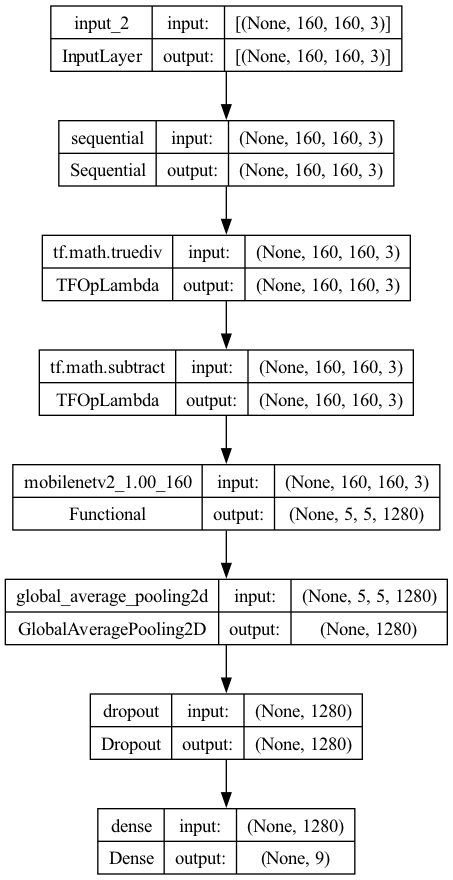 input_2 input: [(None, 160, 160, 3)]
InputLayer output: [(None, 160, 160, 3)]
sequential input: (None, 160, 160, 3)
Sequential output: (None, 160, 160, 3)
tf.math.truediv input: (None, 160, 160, 3)
TFOpLambda output: (None, 160, 160, 3)
tf.math.subtract input: (None, 160, 160, 3)
TFOpLambda output: (None, 160, 160, 3)
mobilenetv2_1.00_160 input: (None, 160, 160, 3)
Functional output: (None, 5, 5, 1280)
global_average_pooling2d input: (None, 5, 5, 1280)
GlobalAveragePooling2D output: (None, 1280)
dropout input: (None, 1280)
Dropout output: (None, 1280)
dense input: (None, 1280)
Dense output: (None, 9)